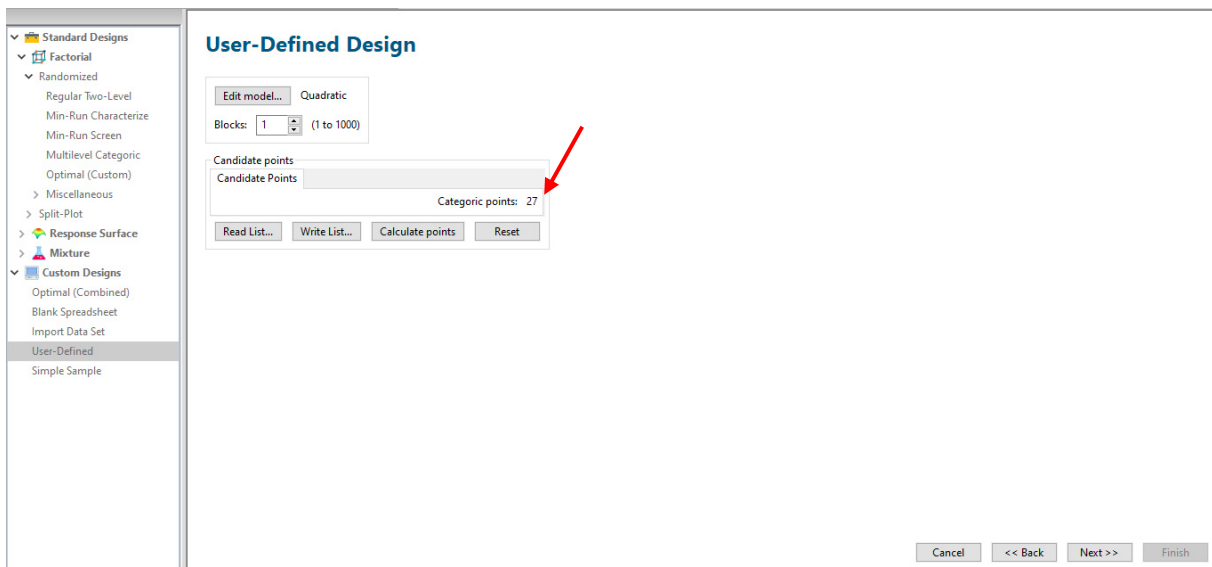 Standard Designs
Factorial
Randomized
Regular Two-Level
Min-Run Characterize
Min-Run Screen
Multilevel Categoric
Optimal (Custom)
Miscellaneous
Split-Plot
Response Surface
Mixture
Custom Designs
Optimal (Combined)
Blank Spreadsheet
Import Data Set
User-Defined
Simple Sample
User-Defined Design
Edit model... Quadratic
Blocks: 1 (1 to 1000)
Candidate points
Candidate Points
Categoric points: 27
Read List... Write List... Calculate points Reset
Cancel << Back Next >> Finish